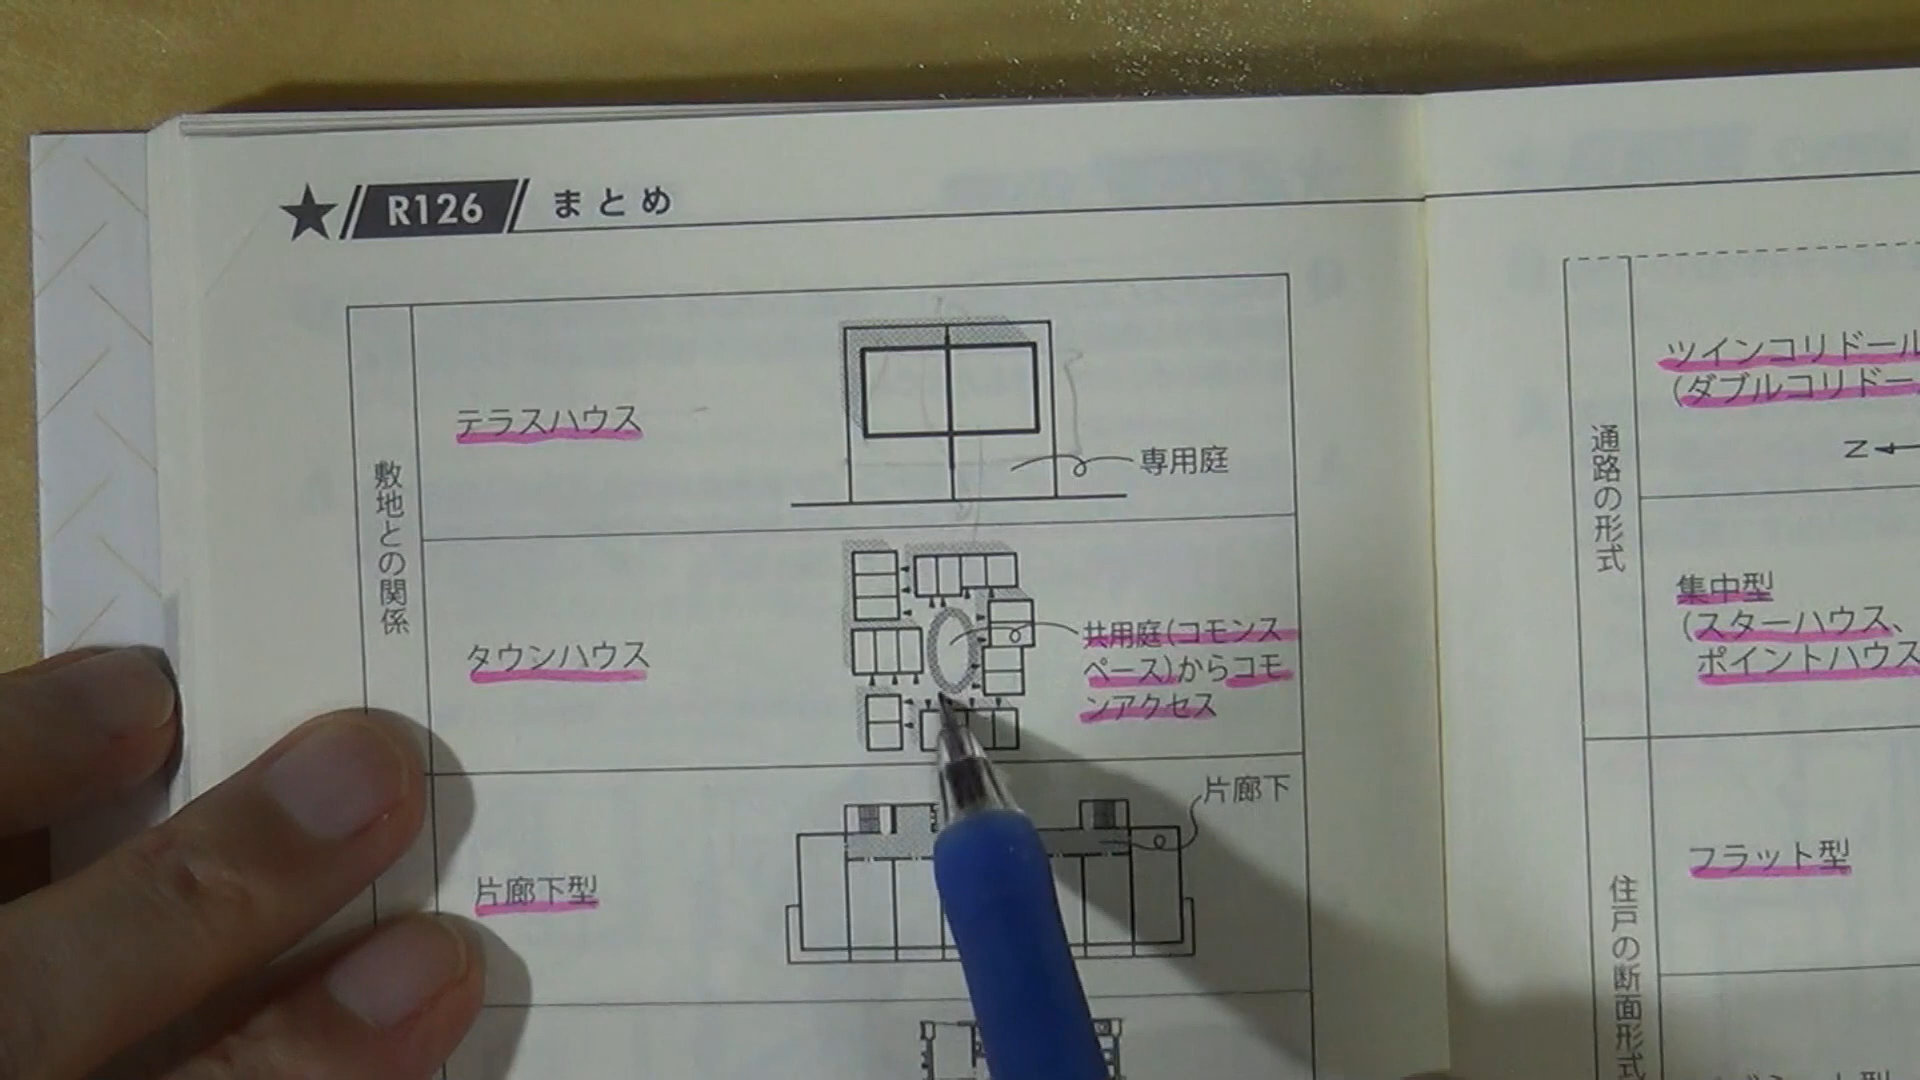 R126 まとめ
敷地との関係
テラスハウス
専用庭
タウンハウス
共用庭(コモンス
ペース)からコモ
ンアクセス
片廊下型
片廊下
通路の形式
ツインコリドール
(ダブルコリドー
N
集中型
(スターハウス、
ポイントハウス
住戸の断面形式
フラット型